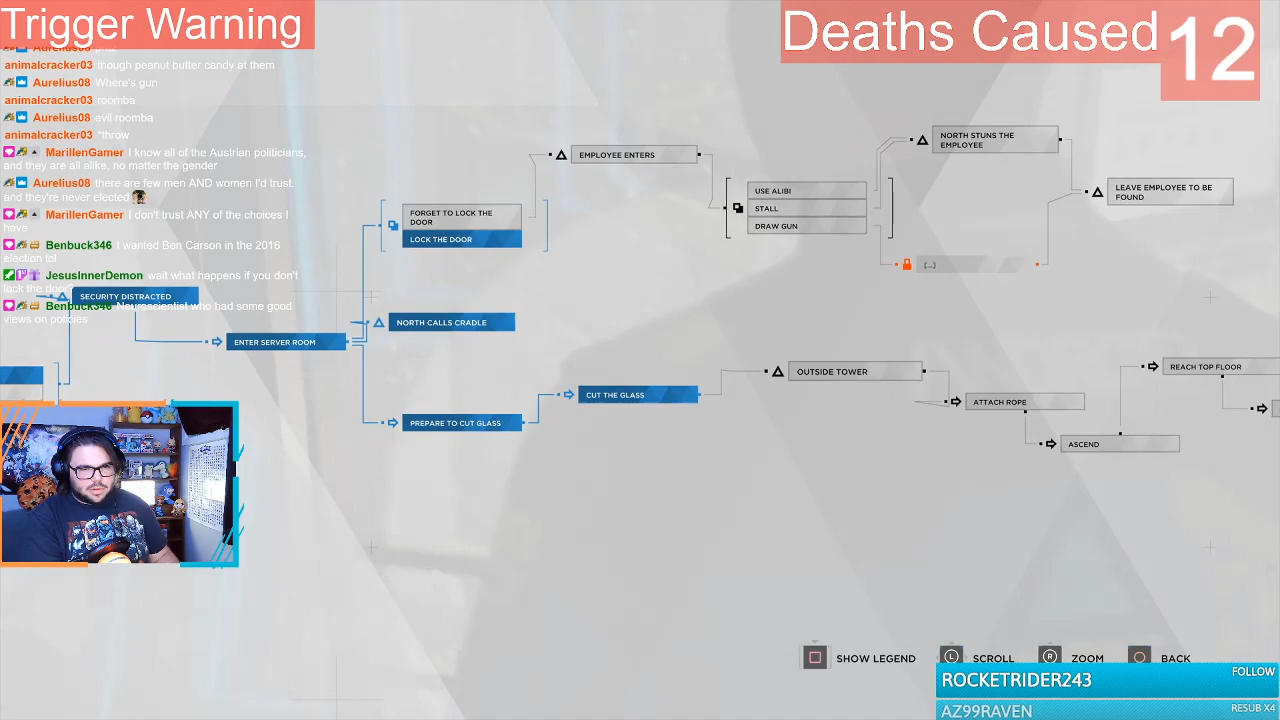 Trigger Warning
Deaths Caused 12
animalcracker03 though peanut butter candy at them
Aurelius08 Where's gun
animalcracker03 roomba
Aurelius08 evil roomba
animalcracker03 *throw
MarillenGamer I know all of the Austrian politicians,
and they are all alike, no matter the gender
Aurelius08 there are few men AND women I'd trust.
and they're never elected
MarillenGamer I don't trust ANY of the choices I
have
Benbuck346 I wanted Ben Carson in the 2016
election lol
JesusInnerDemon wait what happens if you don't
lock the door?
Benbuck346 Neuroscientist who had some good
views on policies
SECURITY DISTRACTED
ENTER SERVER ROOM
FORGET TO LOCK THE
DOOR
LOCK THE DOOR
NORTH CALLS CRADLE
PREPARE TO CUT GLASS
CUT THE GLASS
EMPLOYEE ENTERS
USE ALIBI
STALL
DRAW GUN
NORTH STUNS THE
EMPLOYEE
[...]
LEAVE EMPLOYEE TO BE
FOUND
OUTSIDE TOWER
ATTACH ROPE
ASCEND
REACH TOP FLOOR
SHOW LEGEND
L SCROLL
R ZOOM
BACK
ROCKETRIDER243 FOLLOW
AZ99RAVEN RESUB X4